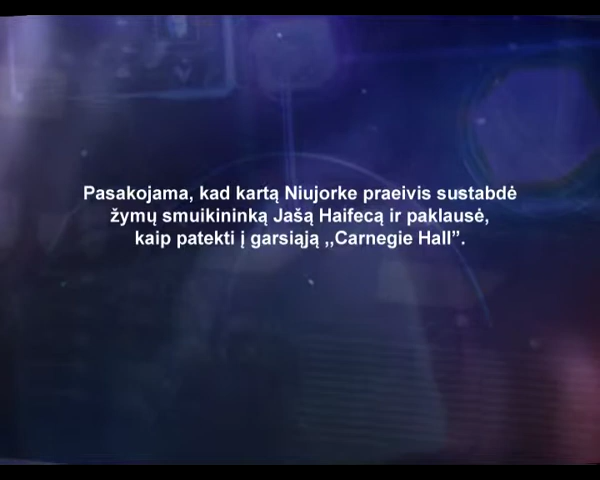 Pasakojama, kad kartą Niujorke praeivis sustabdė
žymų smuikininką Jašą Haifecą ir paklausė,
kaip patekti į garsiąją ,,Carnegie Hall”.